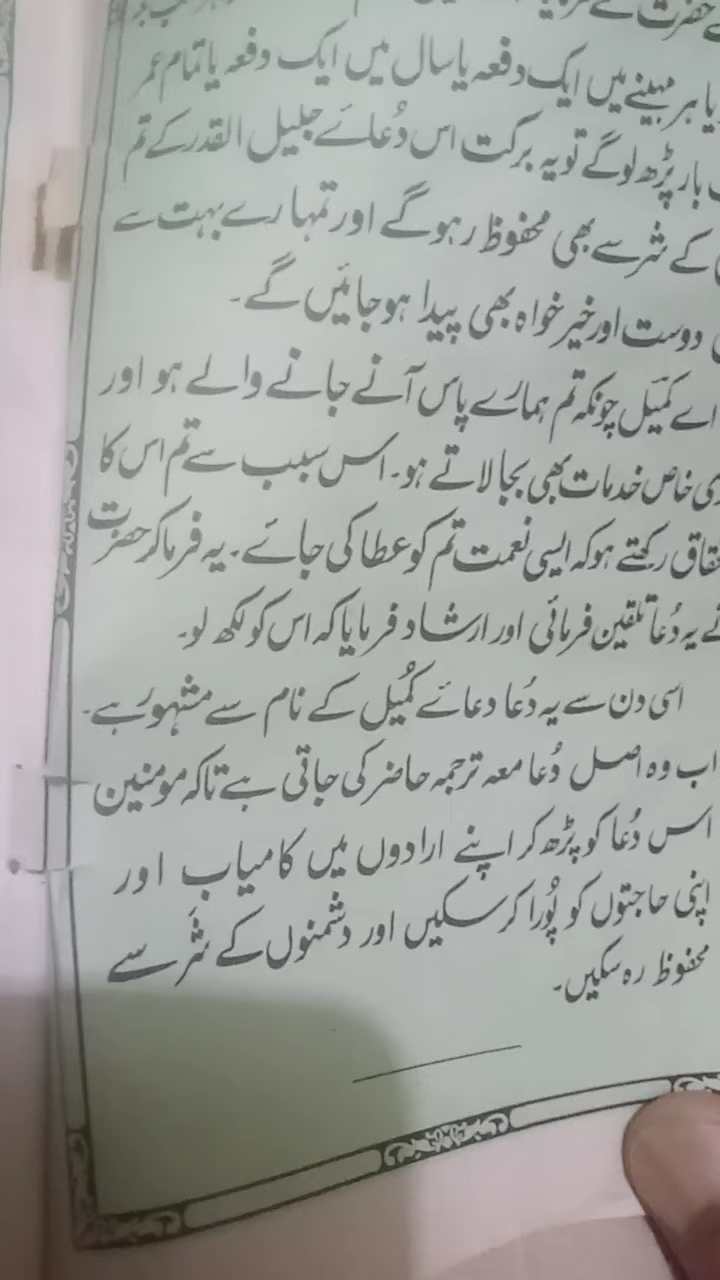 یا ہر مہینے میں ایک دفعہ یا سال میں ایک دفعہ یا تمام عمر
بار پڑھ لوگے تو یہ برکت اس دُعائے جلیل القدر کے تم
کے شر سے بھی محفوظ رہوگے اور تمہارے بہت سے
دوست اور خیر خواہ بھی پیدا ہوجائیں گے۔
اے کمیل چونکہ تم ہمارے پاس آنے جانے والے ہو اور
خاص خدمات بھی بجا لاتے ہو۔ اس سبب سے تم اس کا
رکھتے ہو کہ ایسی نعمت تم کو عطا کی جائے۔ یہ فرماکر حضرت
یہ دُعا تلقین فرمائی اور ارشاد فرمایا کہ اس کو لکھ لو۔
اسی دن سے یہ دُعا دعائے کُمیل کے نام سے مشہور ہے۔
اب وہ اصل دُعا معہ ترجمہ حاضر کی جاتی ہے تاکہ مومنین
اس دُعا کو پڑھ کر اپنے ارادوں میں کامیاب اور
اپنی حاجتوں کو پُورا کرسکیں اور دشمنوں کے شَر سے
محفوظ رہ سکیں۔